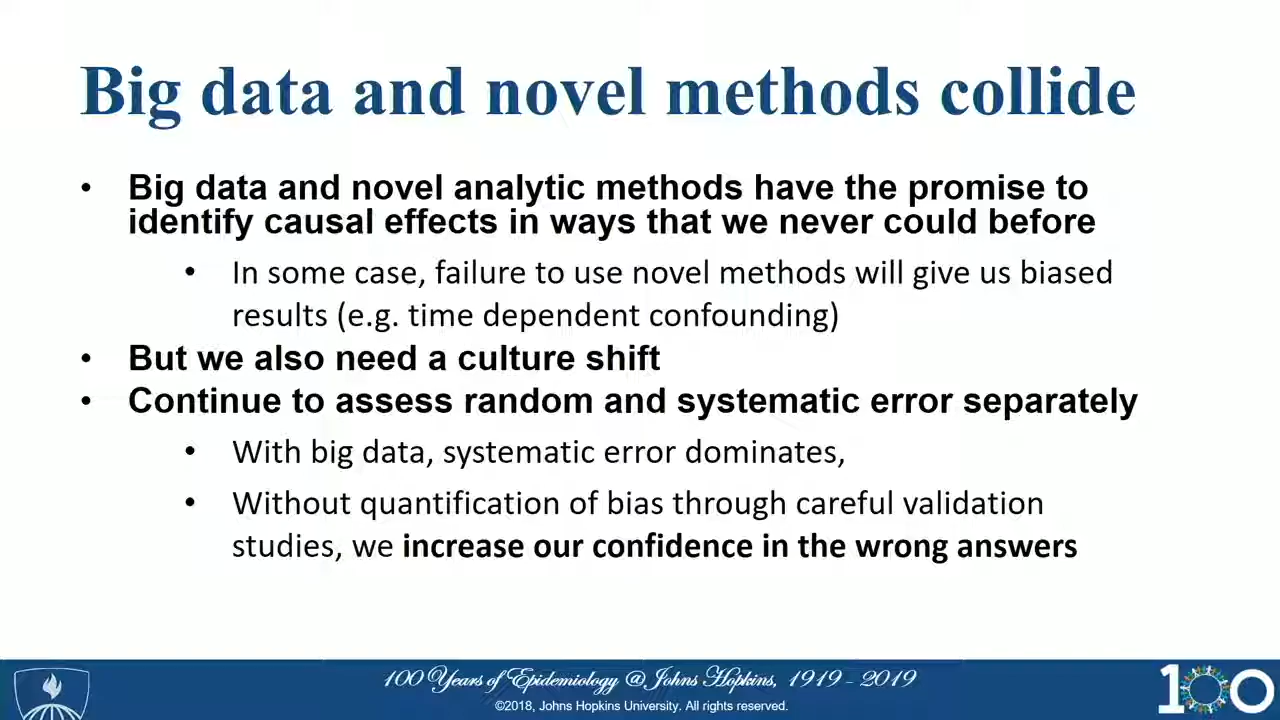 Big data and novel methods collide
• Big data and novel analytic methods have the promise to
identify causal effects in ways that we never could before
• In some case, failure to use novel methods will give us biased
results (e.g. time dependent confounding)
• But we also need a culture shift
• Continue to assess random and systematic error separately
• With big data, systematic error dominates,
• Without quantification of bias through careful validation
studies, we increase our confidence in the wrong answers
100 Years of Epidemiology @ Johns Hopkins, 1919 - 2019
©2018, Johns Hopkins University. All rights reserved.
100